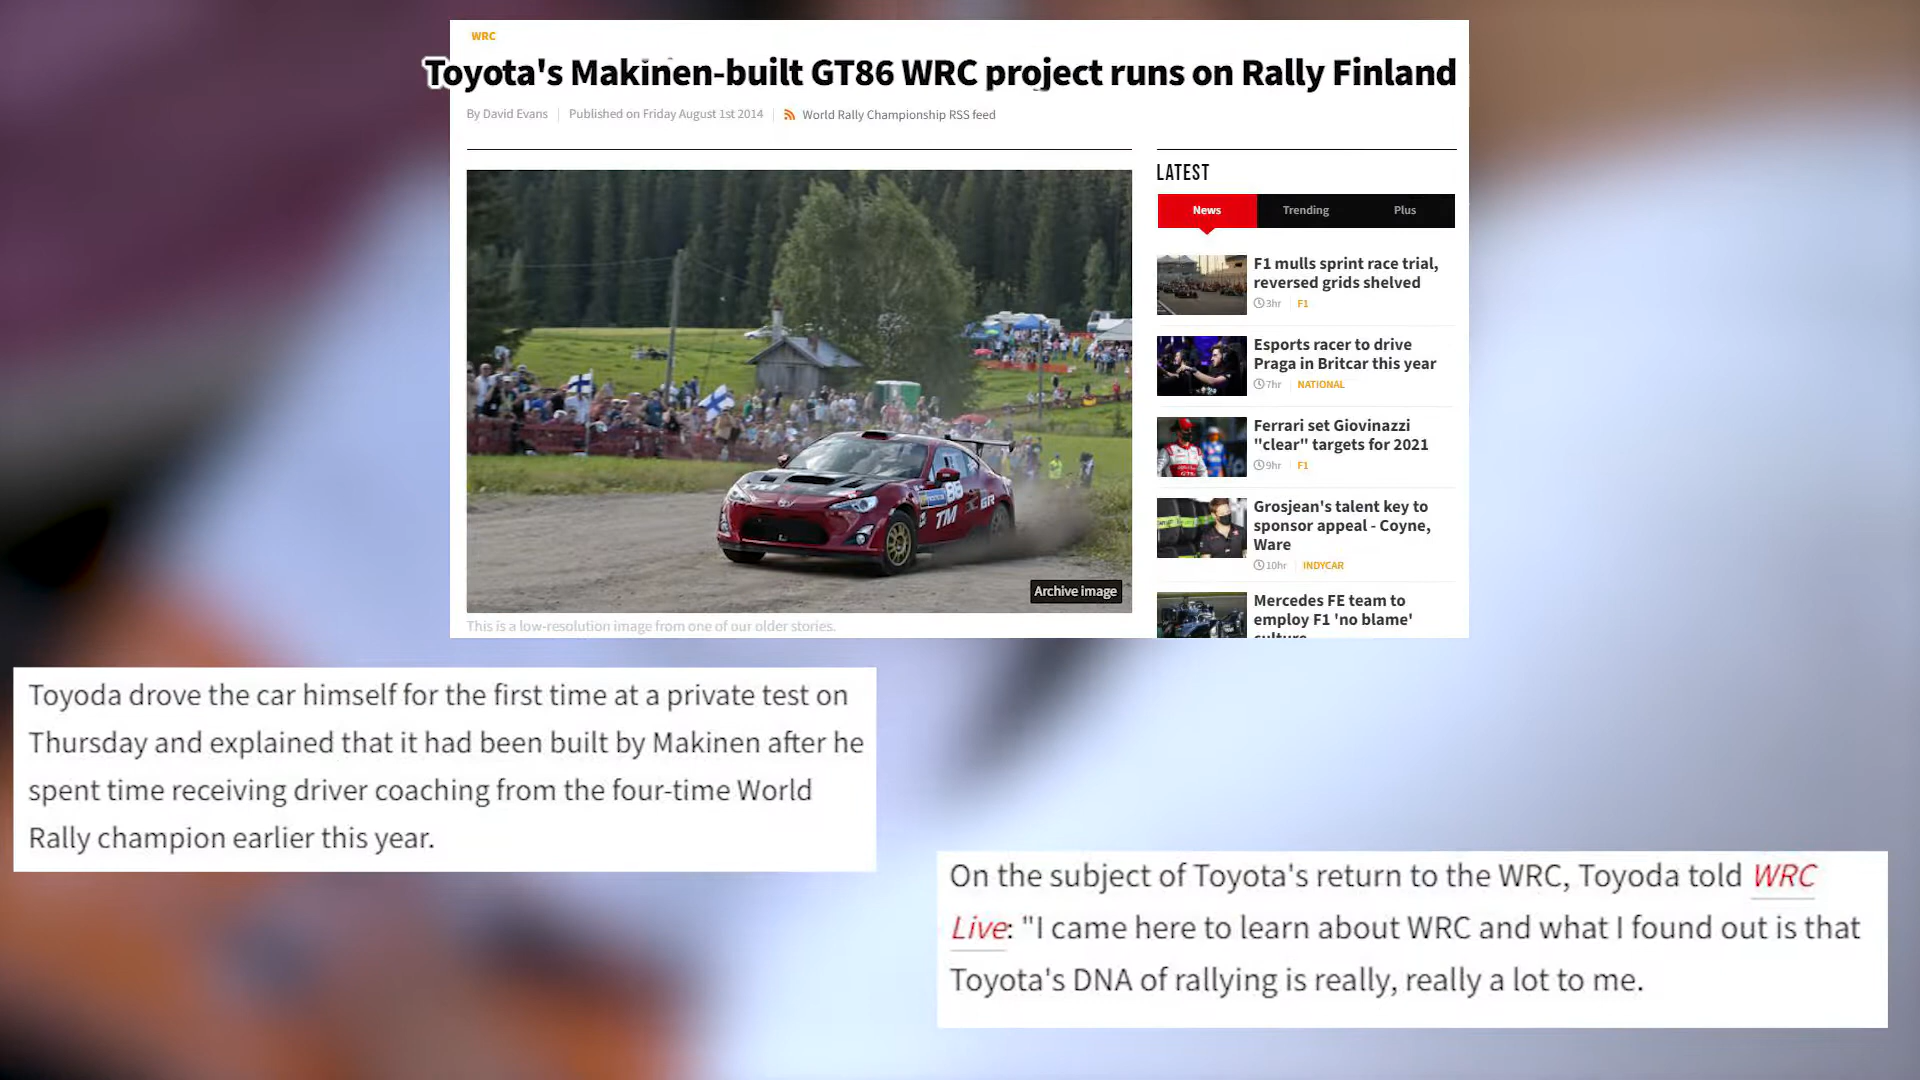 WRC
Toyota's Makinen-built GT86 WRC project runs on Rally Finland
By David Evans
Published on Friday August 1st 2014
World Rally Championship RSS feed
86
TM
GR
TM
Archive image
This is a low-resolution image from one of our older stories.
LATEST
News
Trending
Plus
F1 mulls sprint race trial,
reversed grids shelved
3hr
F1
Esports racer to drive
Praga in Britcar this year
7hr
NATIONAL
Ferrari set Giovinazzi
"clear" targets for 2021
9hr
F1
Grosjean's talent key to
sponsor appeal - Coyne,
Ware
10hr
INDYCAR
Mercedes FE team to
employ F1 'no blame'
culture
Toyoda drove the car himself for the first time at a private test on
Thursday and explained that it had been built by Makinen after he
spent time receiving driver coaching from the four-time World
Rally champion earlier this year.
On the subject of Toyota's return to the WRC, Toyoda told WRC
Live: "I came here to learn about WRC and what I found out is that
Toyota's DNA of rallying is really, really a lot to me.